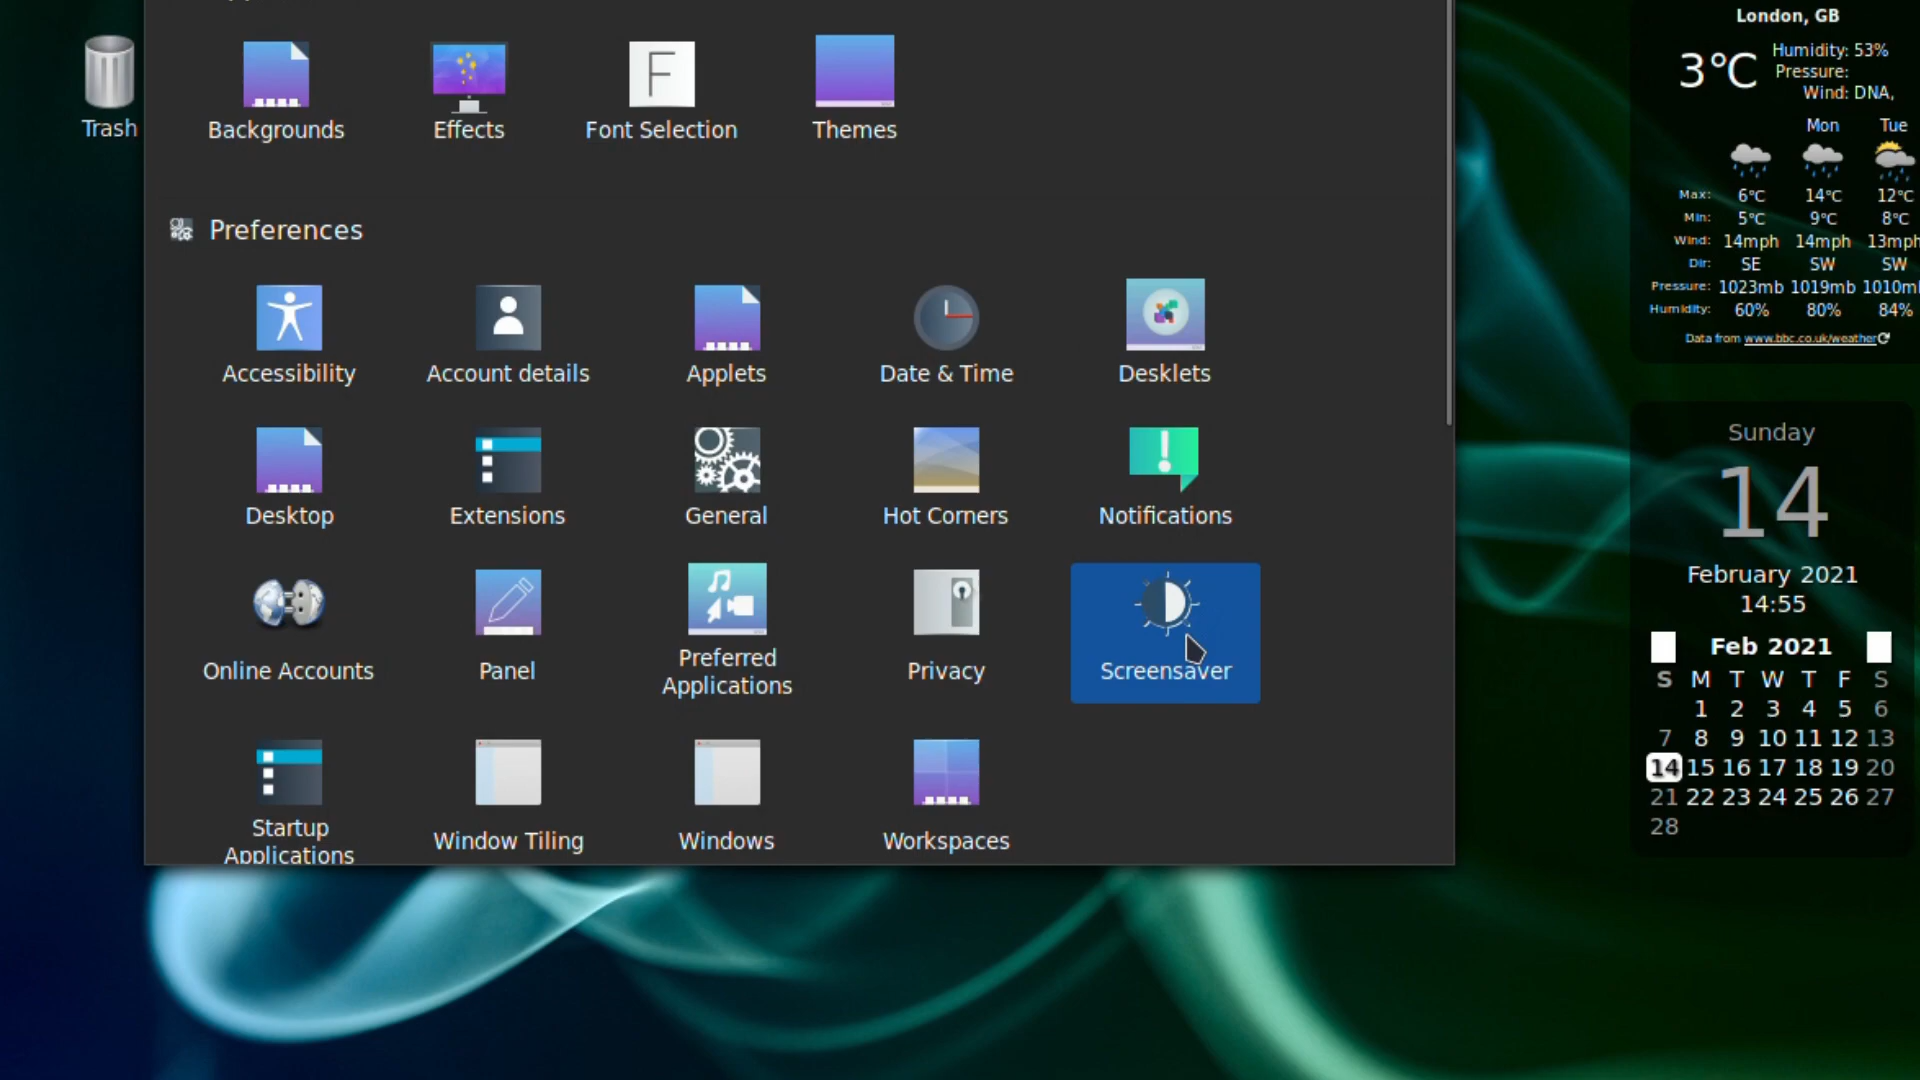 Trash
Backgrounds
Effects
Font Selection
Themes
Preferences
Accessibility
Account details
Applets
Date & Time
Desklets
Desktop
Extensions
General
Hot Corners
Notifications
Online Accounts
Panel
Preferred
Applications
Privacy
Screensaver
Startup
Applications
Window Tiling
Windows
Workspaces
London, GB
3°C
Humidity: 53%
Pressure:
Wind: DNA,
Mon Tue
Max: 6°C 14°C 12°C
Min: 5°C 9°C 8°C
Wind: 14mph 14mph 13mph
Dir: SE SW SW
Pressure: 1023mb 1019mb 1010m
Humidity: 60% 80% 84%
Data from www.bbc.co.uk/weather
Sunday
14
February 2021
14:55
Feb 2021
S M T W T F S
1 2 3 4 5 6
7 8 9 10 11 12 13
14 15 16 17 18 19 20
21 22 23 24 25 26 27
28